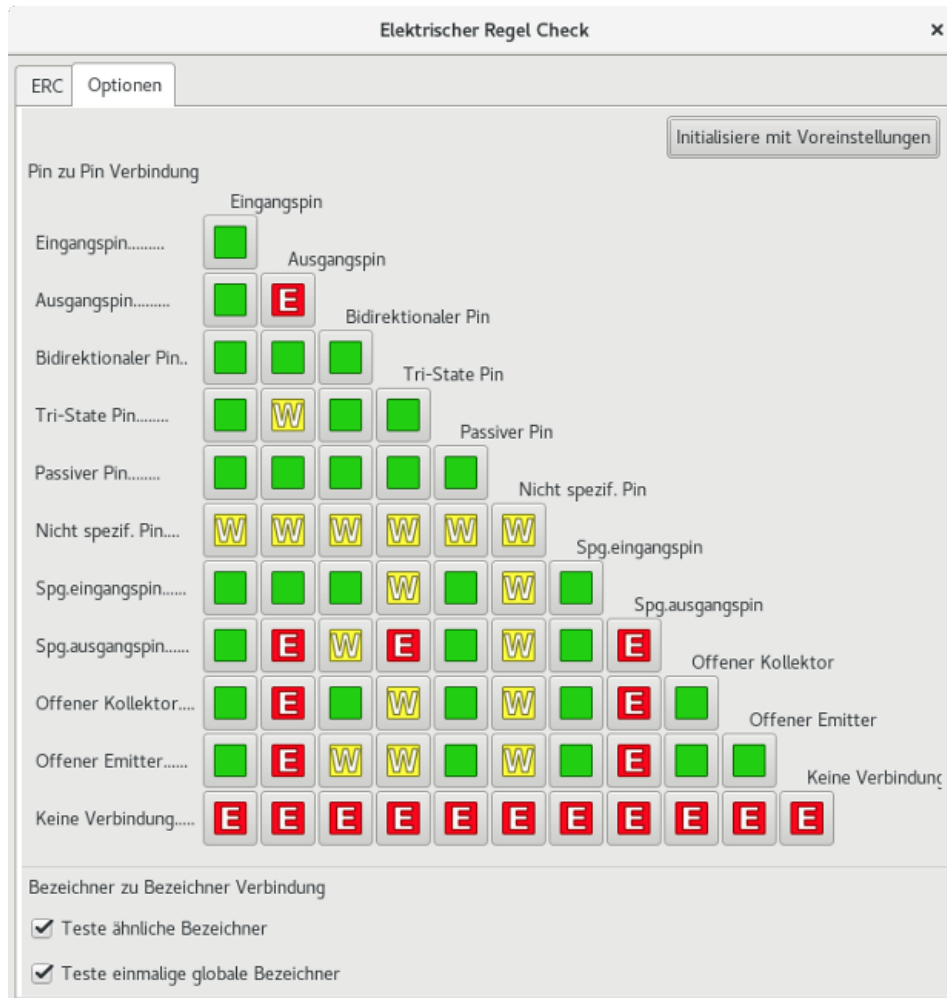 Elektrischer Regel Check ×
ERC Optionen
Initialisiere mit Voreinstellungen
Pin zu Pin Verbindung
Eingangspin
Eingangspin.........
Ausgangspin
Ausgangspin......... E
Bidirektionaler Pin
Bidirektionaler Pin..
Tri-State Pin
Tri-State Pin........ W
Passiver Pin
Passiver Pin........
Nicht spezif. Pin
Nicht spezif. Pin.... W W W W W W
Spg.eingangspin
Spg.eingangspin...... W W
Spg.ausgangspin
Spg.ausgangspin...... E W E W E
Offener Kollektor
Offener Kollektor.... E W W E
Offener Emitter
Offener Emitter...... E W W W E
Keine Verbindung
Keine Verbindung..... E E E E E E E E E E E
Bezeichner zu Bezeichner Verbindung
Teste ähnliche Bezeichner
Teste einmalige globale Bezeichner